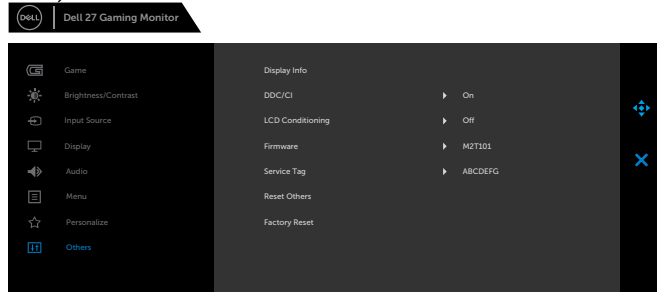 DELL
Dell 27 Gaming Monitor
Game
Display Info
Brightness/Contrast
DDC/CI
On
Input Source
LCD Conditioning
Off
Display
Firmware
M2T101
Audio
Service Tag
ABCDEFG
Menu
Reset Others
Personalize
Factory Reset
Others